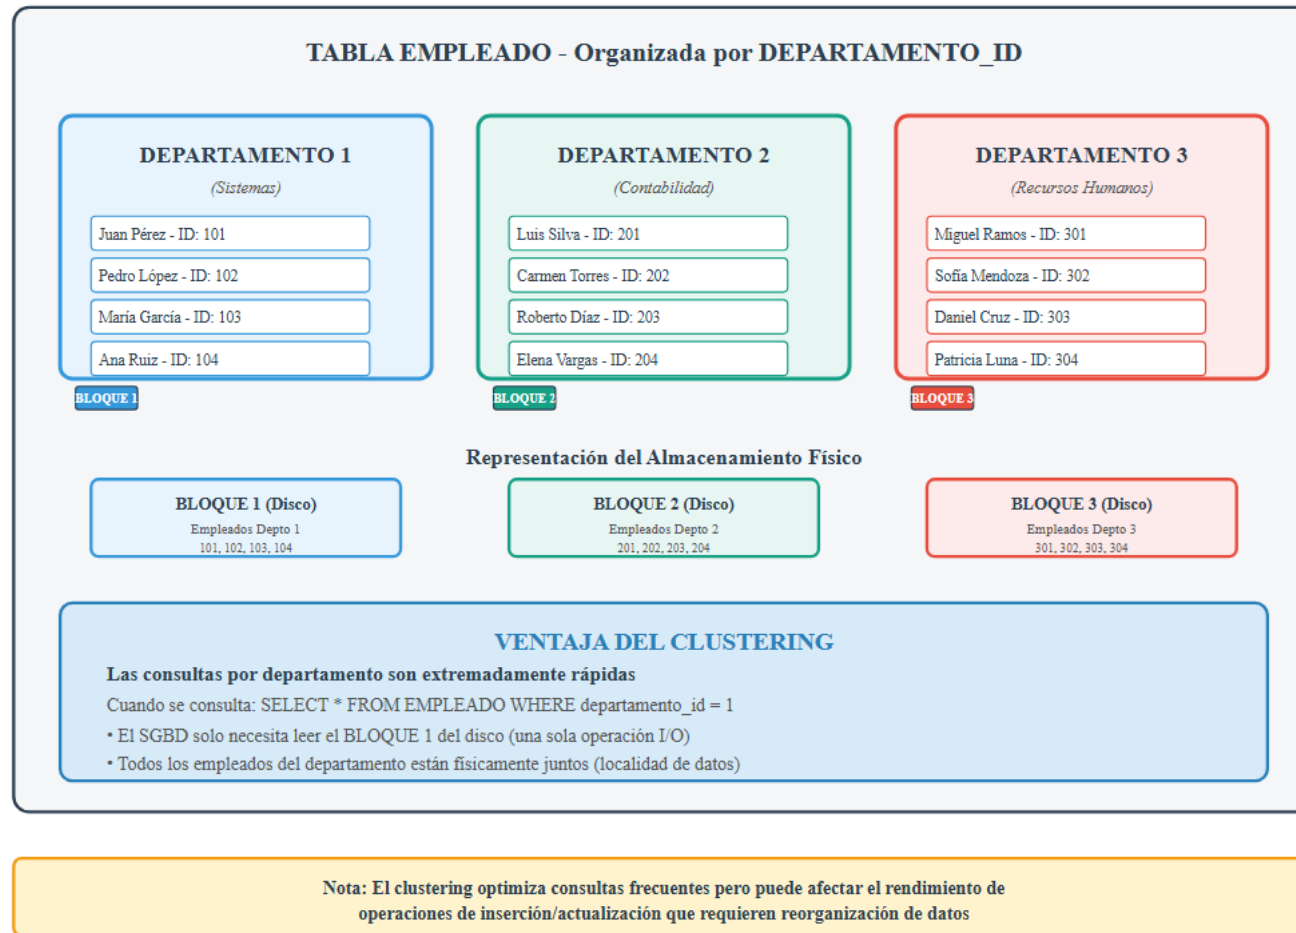 TABLA EMPLEADO - Organizada por DEPARTAMENTO_ID
DEPARTAMENTO 1
(Sistemas)
Juan Pérez - ID: 101
Pedro López - ID: 102
María García - ID: 103
Ana Ruiz - ID: 104
BLOQUE 1
DEPARTAMENTO 2
(Contabilidad)
Luis Silva - ID: 201
Carmen Torres - ID: 202
Roberto Díaz - ID: 203
Elena Vargas - ID: 204
BLOQUE 2
DEPARTAMENTO 3
(Recursos Humanos)
Miguel Ramos - ID: 301
Sofía Mendoza - ID: 302
Daniel Cruz - ID: 303
Patricia Luna - ID: 304
BLOQUE 3
Representación del Almacenamiento Físico
BLOQUE 1 (Disco)
Empleados Depto 1
101, 102, 103, 104
BLOQUE 2 (Disco)
Empleados Depto 2
201, 202, 203, 204
BLOQUE 3 (Disco)
Empleados Depto 3
301, 302, 303, 304
VENTAJA DEL CLUSTERING
Las consultas por departamento son extremadamente rápidas
Cuando se consulta: SELECT * FROM EMPLEADO WHERE departamento_id = 1
• El SGBD solo necesita leer el BLOQUE 1 del disco (una sola operación I/O)
• Todos los empleados del departamento están físicamente juntos (localidad de datos)
Nota: El clustering optimiza consultas frecuentes pero puede afectar el rendimiento de
operaciones de inserción/actualización que requieren reorganización de datos